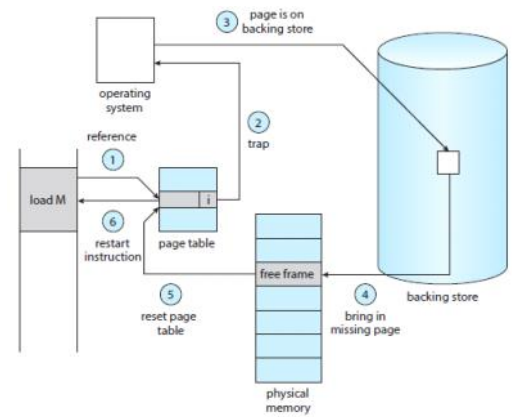 3
page is on
backing store
operating
system
2
trap
reference
1
load M
i
6
restart
instruction
page table
free frame
5
reset page
table
4
bring in
missing page
backing store
physical
memory